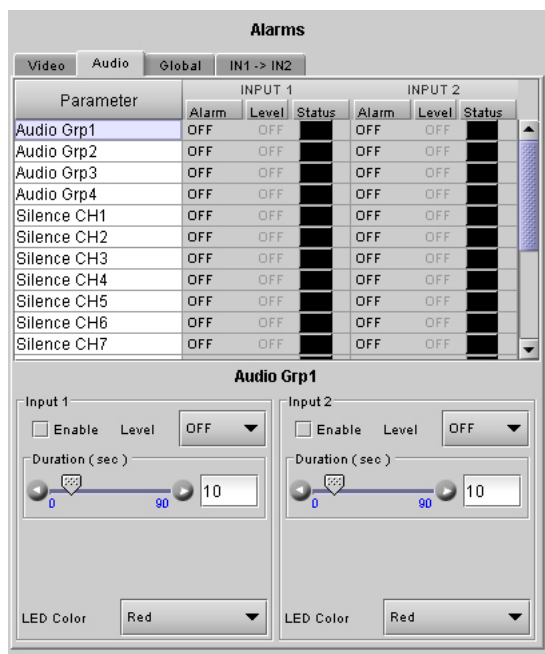 Alarms
Video Audio Global IN1 -> IN2
Parameter INPUT 1 INPUT 2
Alarm Level Status Alarm Level Status
Audio Grp1 OFF OFF OFF OFF
Audio Grp2 OFF OFF OFF OFF
Audio Grp3 OFF OFF OFF OFF
Audio Grp4 OFF OFF OFF OFF
Silence CH1 OFF OFF OFF OFF
Silence CH2 OFF OFF OFF OFF
Silence CH3 OFF OFF OFF OFF
Silence CH4 OFF OFF OFF OFF
Silence CH5 OFF OFF OFF OFF
Silence CH6 OFF OFF OFF OFF
Silence CH7 OFF OFF OFF OFF
Audio Grp1
Input 1 Input 2
Enable Level OFF Enable Level OFF
Duration ( sec ) Duration ( sec )
10 10
0 90 0 90
LED Color Red LED Color Red